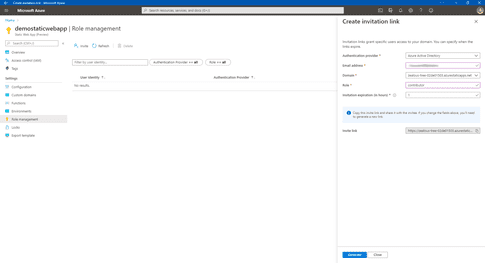 Create invitation link - Microsoft Azure
Microsoft Azure
Search resources, services, and docs (G+/)
Home >
demostaticwebapp | Role management
Static Web App (Preview)
Search (Ctrl+/)
Invite
Refresh
Delete
Overview
Access control (IAM)
Tags
Settings
Configuration
Custom domains
Functions
Environments
Role management
Locks
Export template
Filter by user identity...
Authentication Provider == all
Role == all
User Identity
Authentication Provider
No results
Create invitation link
Invitation links grant specific users access to your domain. You can specify when the links expire.
Authentication provider *
Azure Active Directory
Email address *
Domain *
Role *
contributor
Invitation expiration (in hours) *
1
Copy this invite link and share it with the invitee. If you change the fields above, you'll need to generate a new link.
Invite link
Generate
Close